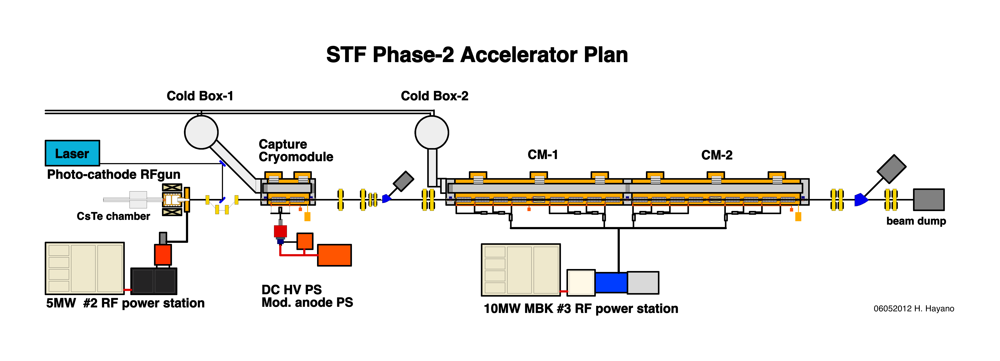 STF Phase-2 Accelerator Plan
Cold Box-1
Cold Box-2
Laser
Capture
Cryomodule
CM-1
CM-2
Photo-cathode RFgun
CsTe chamber
beam dump
DC HV PS
Mod. anode PS
5MW #2 RF power station
10MW MBK #3 RF power station
06052012 H. Hayano